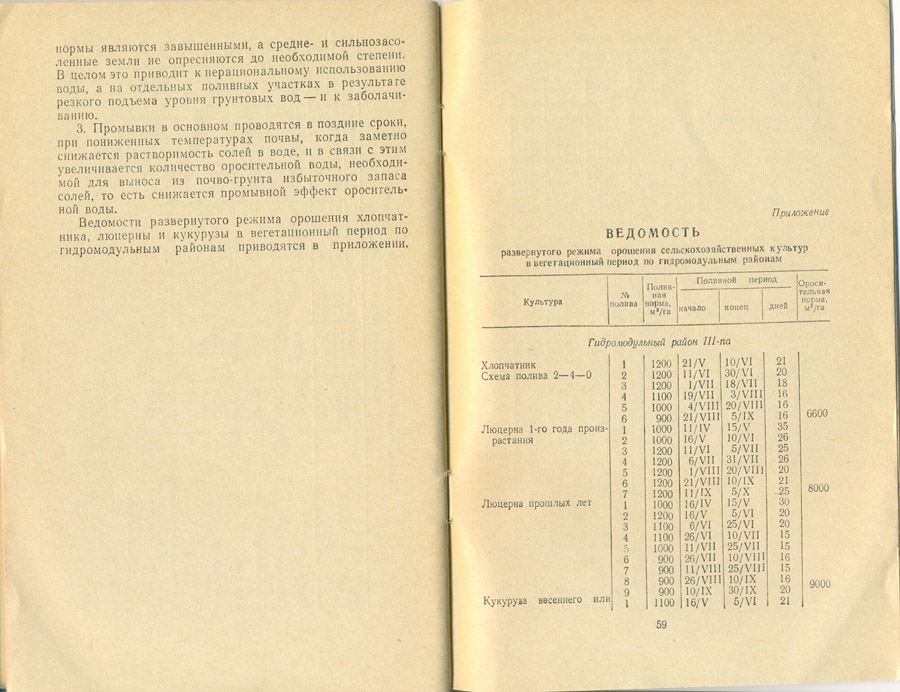 нормы являются завышенными, а средне- и сильнозасо-
ленные земли не опресняются до необходимой степени.
В целом это приводит к нерациональному использованию
воды, а на отдельных поливных участках в результате
резкого подъема уровня грунтовых вод — и к заболачи-
ванию.
3. Промывки в основном проводятся в поздние сроки,
при пониженных температурах почвы, когда заметно
снижается растворимость солей в воде, и в связи с этим
увеличивается количество оросительной воды, необходи-
мой для выноса из почво-грунта избыточного запаса
солей, то есть снижается промывной эффект ороситель-
ной воды.
Ведомости развернутого режима орошения хлопчат-
ника, люцерны и кукурузы в вегетационный период по
гидромодульным районам приводятся в приложении.
Приложение
ВЕДОМОСТЬ
развернутого режима орошения сельскохозяйственных культур
в вегетационный период по гидромодульным районам
Культура № полива Полив-ная норма, м³/га Поливной период начало конец дней Ороси-тельная норма, м³/га
Гидромодульный район III-па
Хлопчатник 1 1200 21/V 10/VI 21
Схема полива 2—4—0 2 1200 11/VI 30/VI 20
3 1200 1/VII 18/VII 18
4 1100 19/VII 3/VIII 16
5 1000 4/VIII 20/VIII 16
6 900 21/VIII 5/IX 16 6600
Люцерна 1-го года произ- 1 1000 11/IV 15/V 35
растания 2 1000 16/V 10/VI 26
3 1200 11/VI 5/VII 25
4 1200 6/VII 31/VII 26
5 1200 1/VIII 20/VIII 20
6 1200 21/VIII 10/IX 21
7 1200 11/IX 5/X 25 8000
Люцерна прошлых лет 1 1000 16/IV 15/V 30
2 1200 16/V 5/VI 20
3 1100 6/VI 25/VI 20
4 1100 26/VI 10/VII 15
5 1000 11/VII 25/VII 15
6 900 26/VII 10/VIII 16
7 900 11/VIII 25/VIII 15
8 900 26/VIII 10/IX 16
9 900 10/IX 30/IX 20 9000
Кукуруза весеннего или 1 1100 16/V 5/VI 21
59